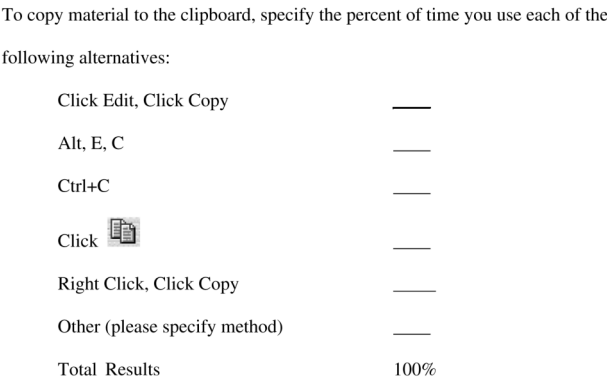 To copy material to the clipboard, specify the percent of time you use each of the
following alternatives:
Click Edit, Click Copy ____
Alt, E, C ____
Ctrl+C ____
Click ____
Right Click, Click Copy ____
Other (please specify method) ____
Total Results 100%